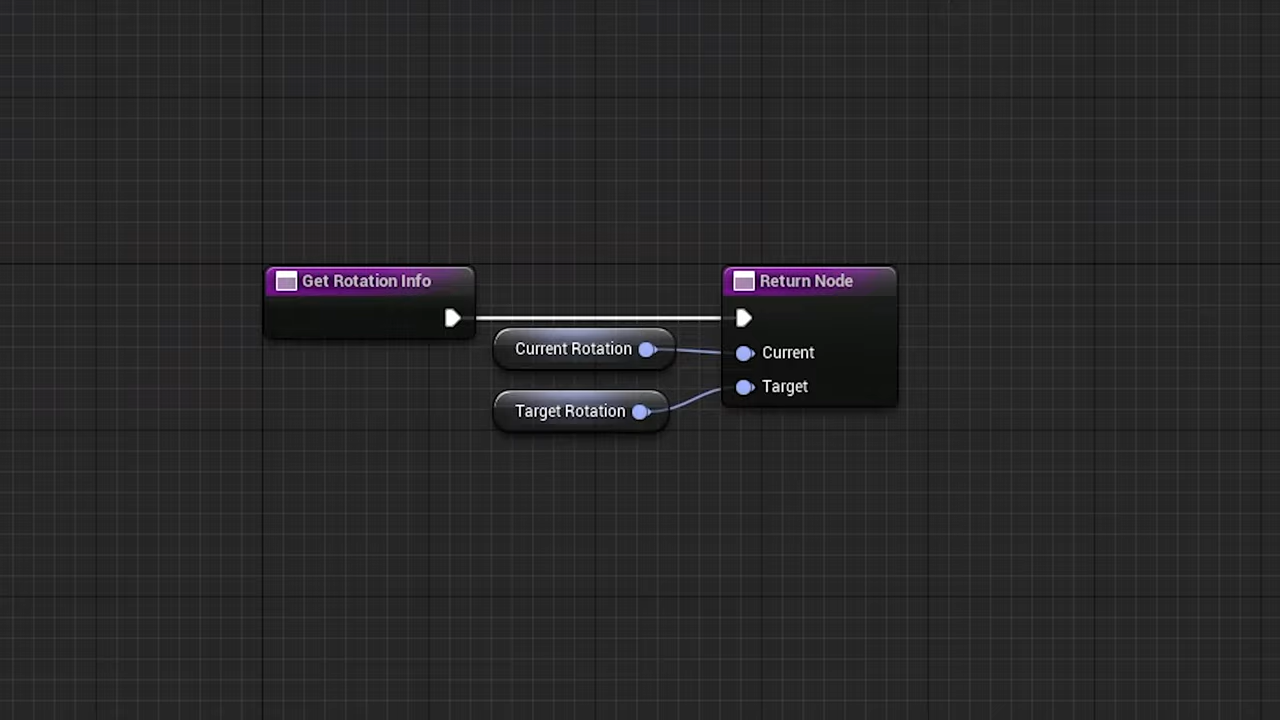 Get Rotation Info
Return Node
Current Rotation
Current
Target
Target Rotation